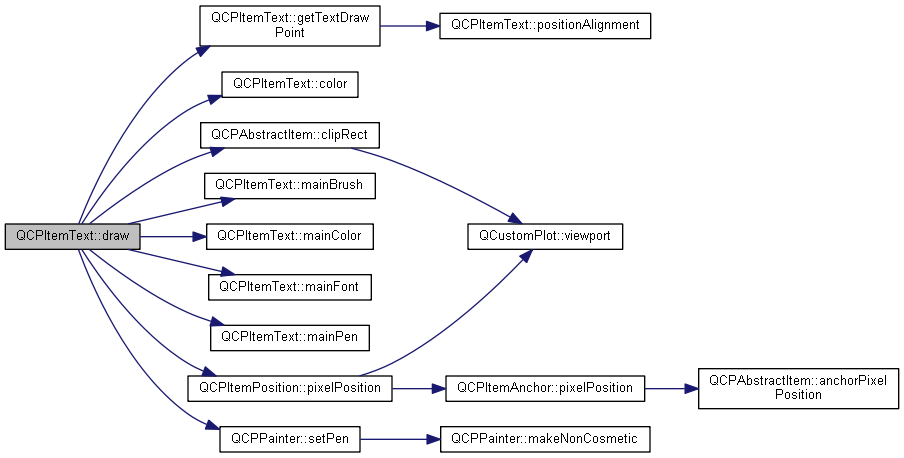 QCPItemText::getTextDraw
Point
QCPItemText::positionAlignment
QCPItemText::color
QCPAbstractItem::clipRect
QCPItemText::mainBrush
QCPItemText::draw
QCPItemText::mainColor
QCustomPlot::viewport
QCPItemText::mainFont
QCPItemText::mainPen
QCPItemPosition::pixelPosition
QCPItemAnchor::pixelPosition
QCPAbstractItem::anchorPixel
Position
QCPPainter::setPen
QCPPainter::makeNonCosmetic